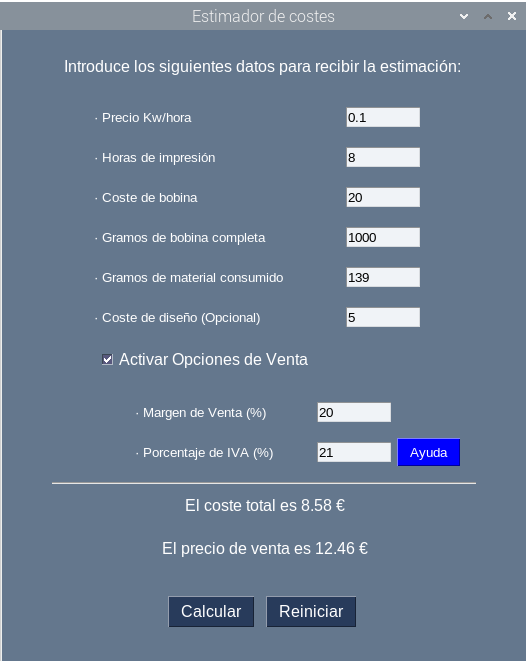 Estimador de costes
Introduce los siguientes datos para recibir la estimación:
· Precio Kw/hora 0.1
· Horas de impresión 8
· Coste de bobina 20
· Gramos de bobina completa 1000
· Gramos de material consumido 139
· Coste de diseño (Opcional) 5
Activar Opciones de Venta
· Margen de Venta (%) 20
· Porcentaje de IVA (%) 21 Ayuda
El coste total es 8.58 €
El precio de venta es 12.46 €
Calcular Reiniciar